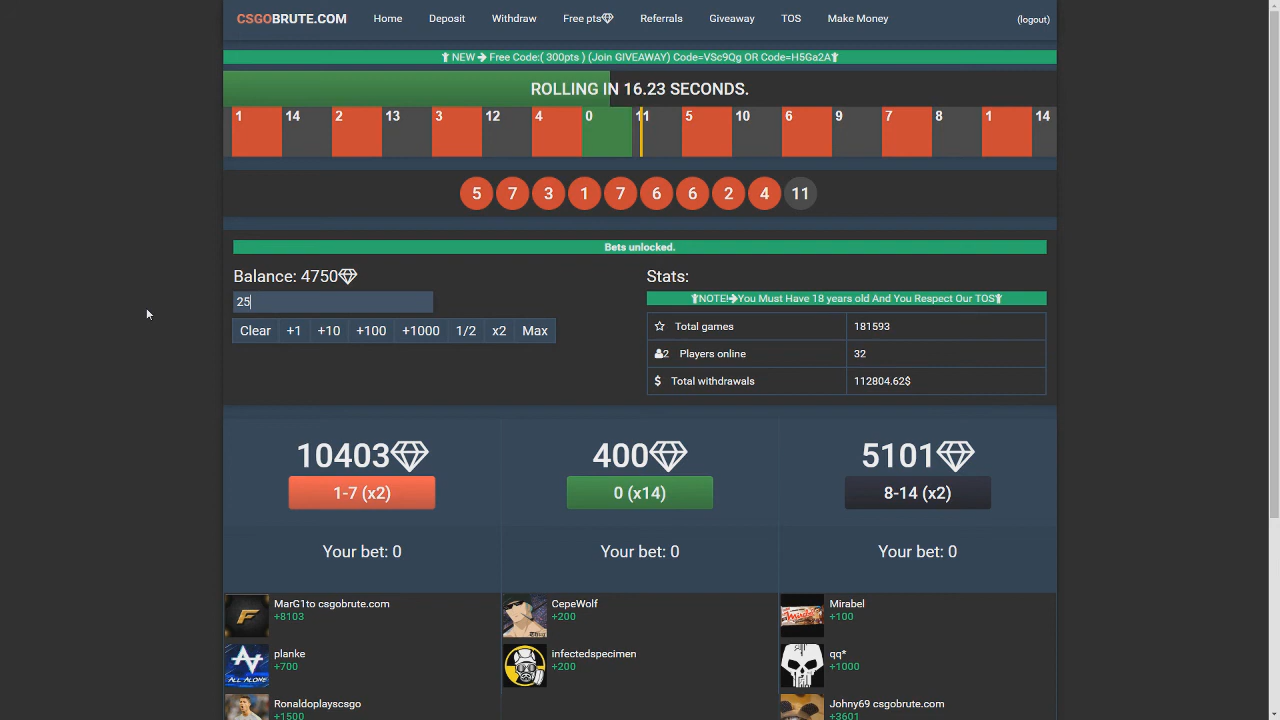 CSGOBRUTE.COM Home Deposit Withdraw Free pts Referrals Giveaway TOS Make Money (logout)
NEW Free Code:( 300pts ) (Join GIVEAWAY) Code=VSc9Qg OR Code=H5Ga2A
ROLLING IN 16.23 SECONDS.
1 14 2 13 3 12 4 0 11 5 10 6 9 7 8 1 14
5 7 3 1 7 6 6 2 4 11
Bets unlocked.
Balance: 4750
25
Clear +1 +10 +100 +1000 1/2 x2 Max
Stats:
NOTE! You Must Have 18 years old And You Respect Our TOS
Total games 181593
2 Players online 32
$ Total withdrawals 112804.62$
10403 400 5101
1-7 (x2) 0 (x14) 8-14 (x2)
Your bet: 0 Your bet: 0 Your bet: 0
MarG1to csgobrute.com
+8103
planke
+700
Ronaldoplayscsgo
+1500
CepeWolf
+200
infectedspecimen
+200
Mirabel
+100
qq*
+1000
Johny69 csgobrute.com
+3601
ALL ALONE